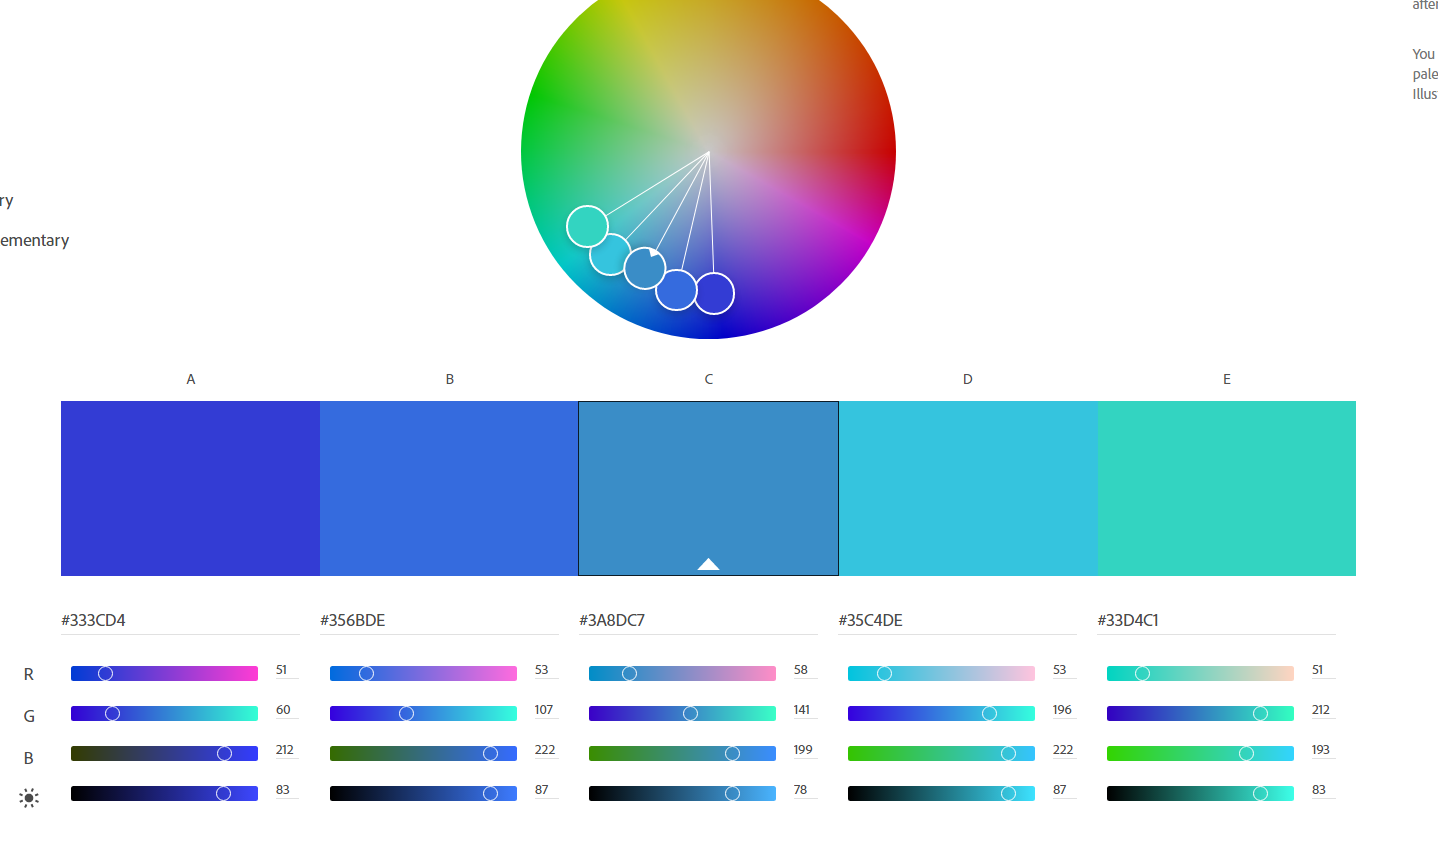 after
You
pale
Illus
ry
ementary
A B C D E
#333CD4 #356BDE #3A8DC7 #35C4DE #33D4C1
R 51 53 58 53 51
G 60 107 141 196 212
B 212 222 199 222 193
83 87 78 87 83